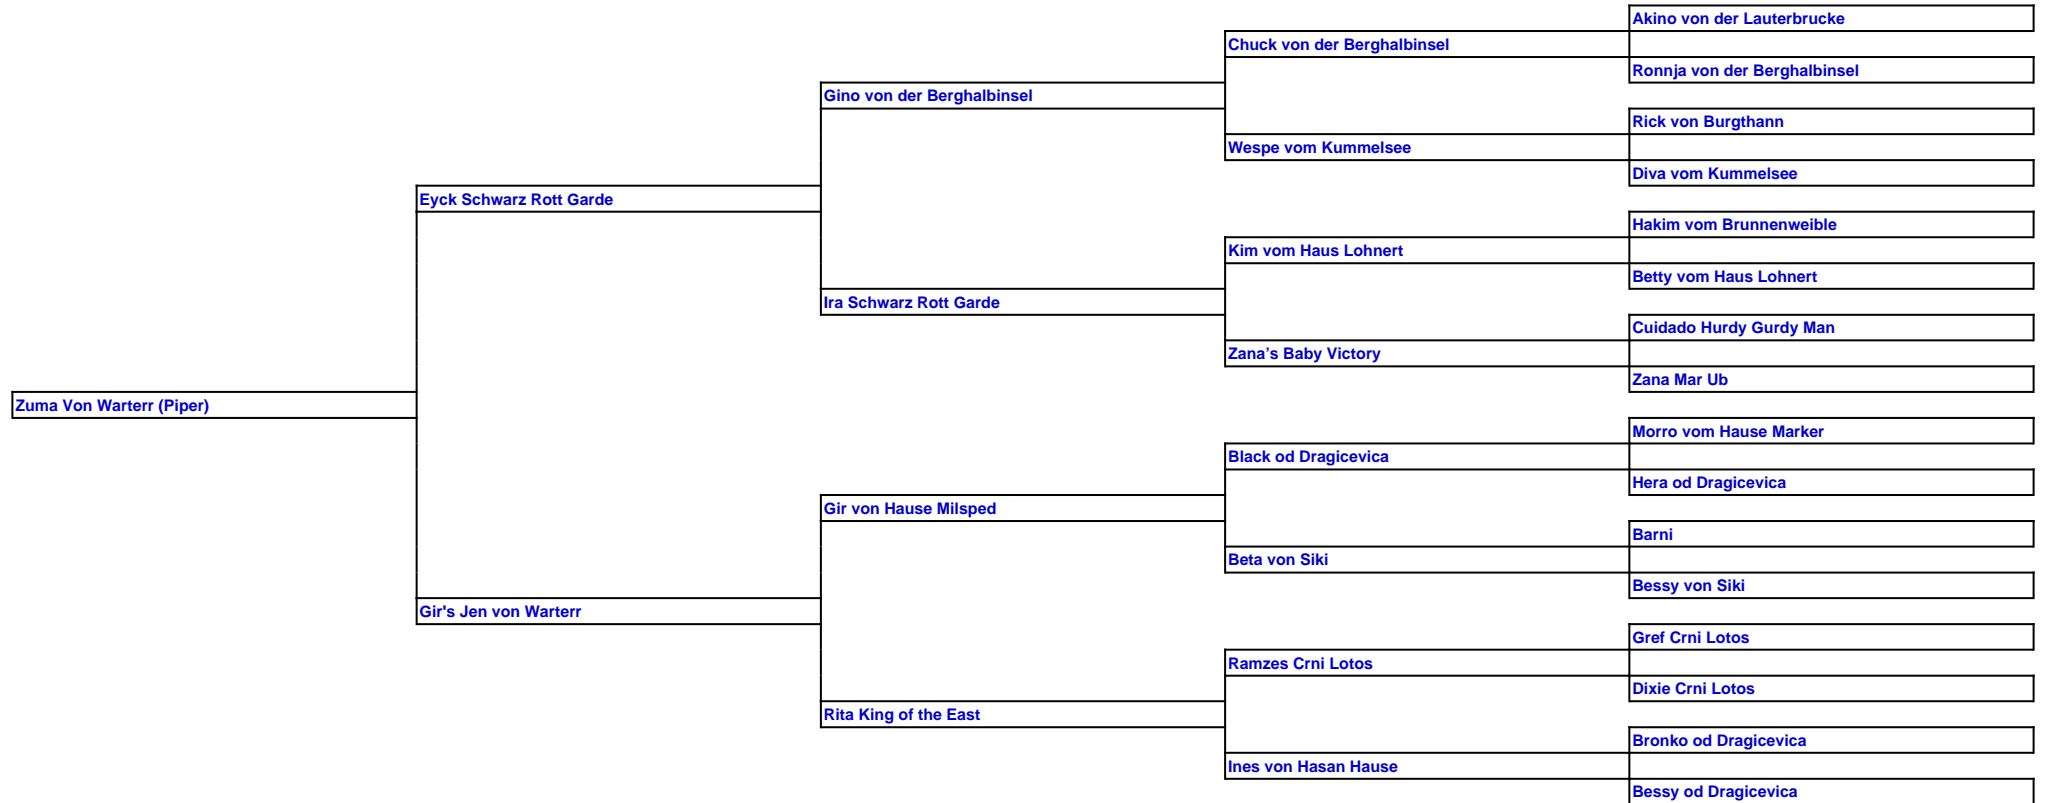 Akino von der Lauterbrucke
Chuck von der Berghalbinsel
Ronnja von der Berghalbinsel
Gino von der Berghalbinsel
Rick von Burgthann
Wespe vom Kummelsee
Diva vom Kummelsee
Eyck Schwarz Rott Garde
Hakim vom Brunnenweible
Kim vom Haus Lohnert
Betty vom Haus Lohnert
Ira Schwarz Rott Garde
Cuidado Hurdy Gurdy Man
Zana’s Baby Victory
Zana Mar Ub
Zuma Von Warterr (Piper)
Morro vom Hause Marker
Black od Dragicevica
Hera od Dragicevica
Gir von Hause Milsped
Barni
Beta von Siki
Bessy von Siki
Gir's Jen von Warterr
Gref Crni Lotos
Ramzes Crni Lotos
Dixie Crni Lotos
Rita King of the East
Bronko od Dragicevica
Ines von Hasan Hause
Bessy od Dragicevica